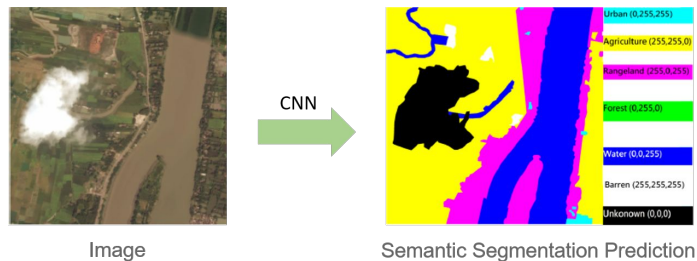 CNN
Urban (0,255,255)
Agriculture (255,255,0)
Rangeland (255,0,255)
Forest (0,255,0)
Water (0,0,255)
Barren (255,255,255)
Unkonown (0,0,0)
Image
Semantic Segmentation Prediction